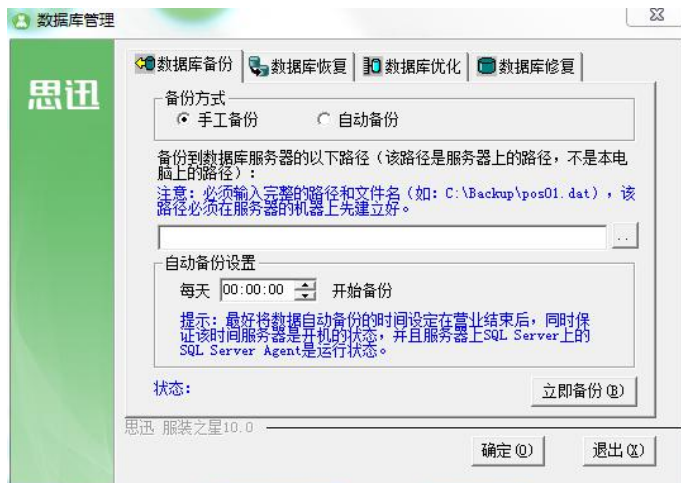 数据库管理
思迅
数据库备份 数据库恢复 数据库优化 数据库修复
备份方式
手工备份 自动备份
备份到数据库服务器的以下路径（该路径是服务器上的路径，不是本电
脑上的路径）：
注意：必须输入完整的路径和文件名（如：C:\Backup\pos01.dat），该
路径必须在服务器的机器上先建立好。
..
自动备份设置
每天 00:00:00 开始备份
提示：最好将数据自动备份的时间设定在营业结束后，同时保
证该时间服务器是开机的状态，并且服务器上SQL Server上的
SQL Server Agent是运行状态。
状态： 立即备份(B)
思迅 服装之星10.0
确定(O) 退出(X)